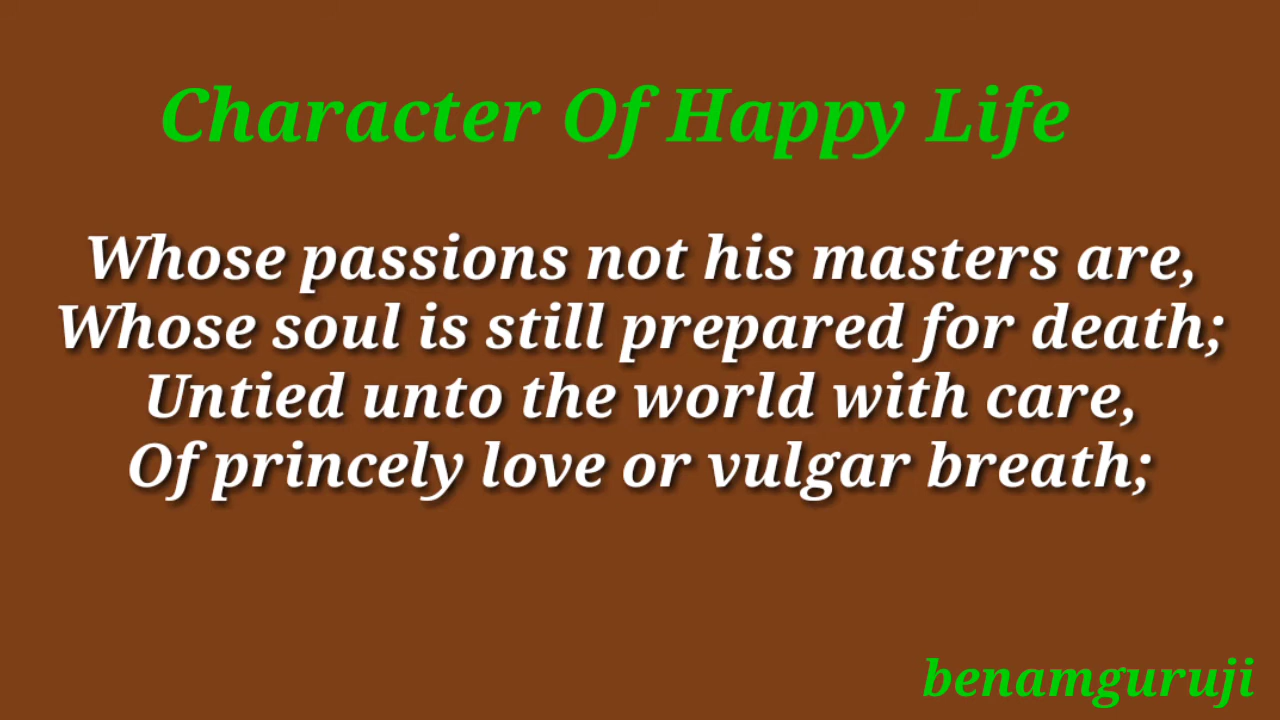 Character Of Happy Life
Whose passions not his masters are,
Whose soul is still prepared for death;
Untied unto the world with care,
Of princely love or vulgar breath;
benamguruji